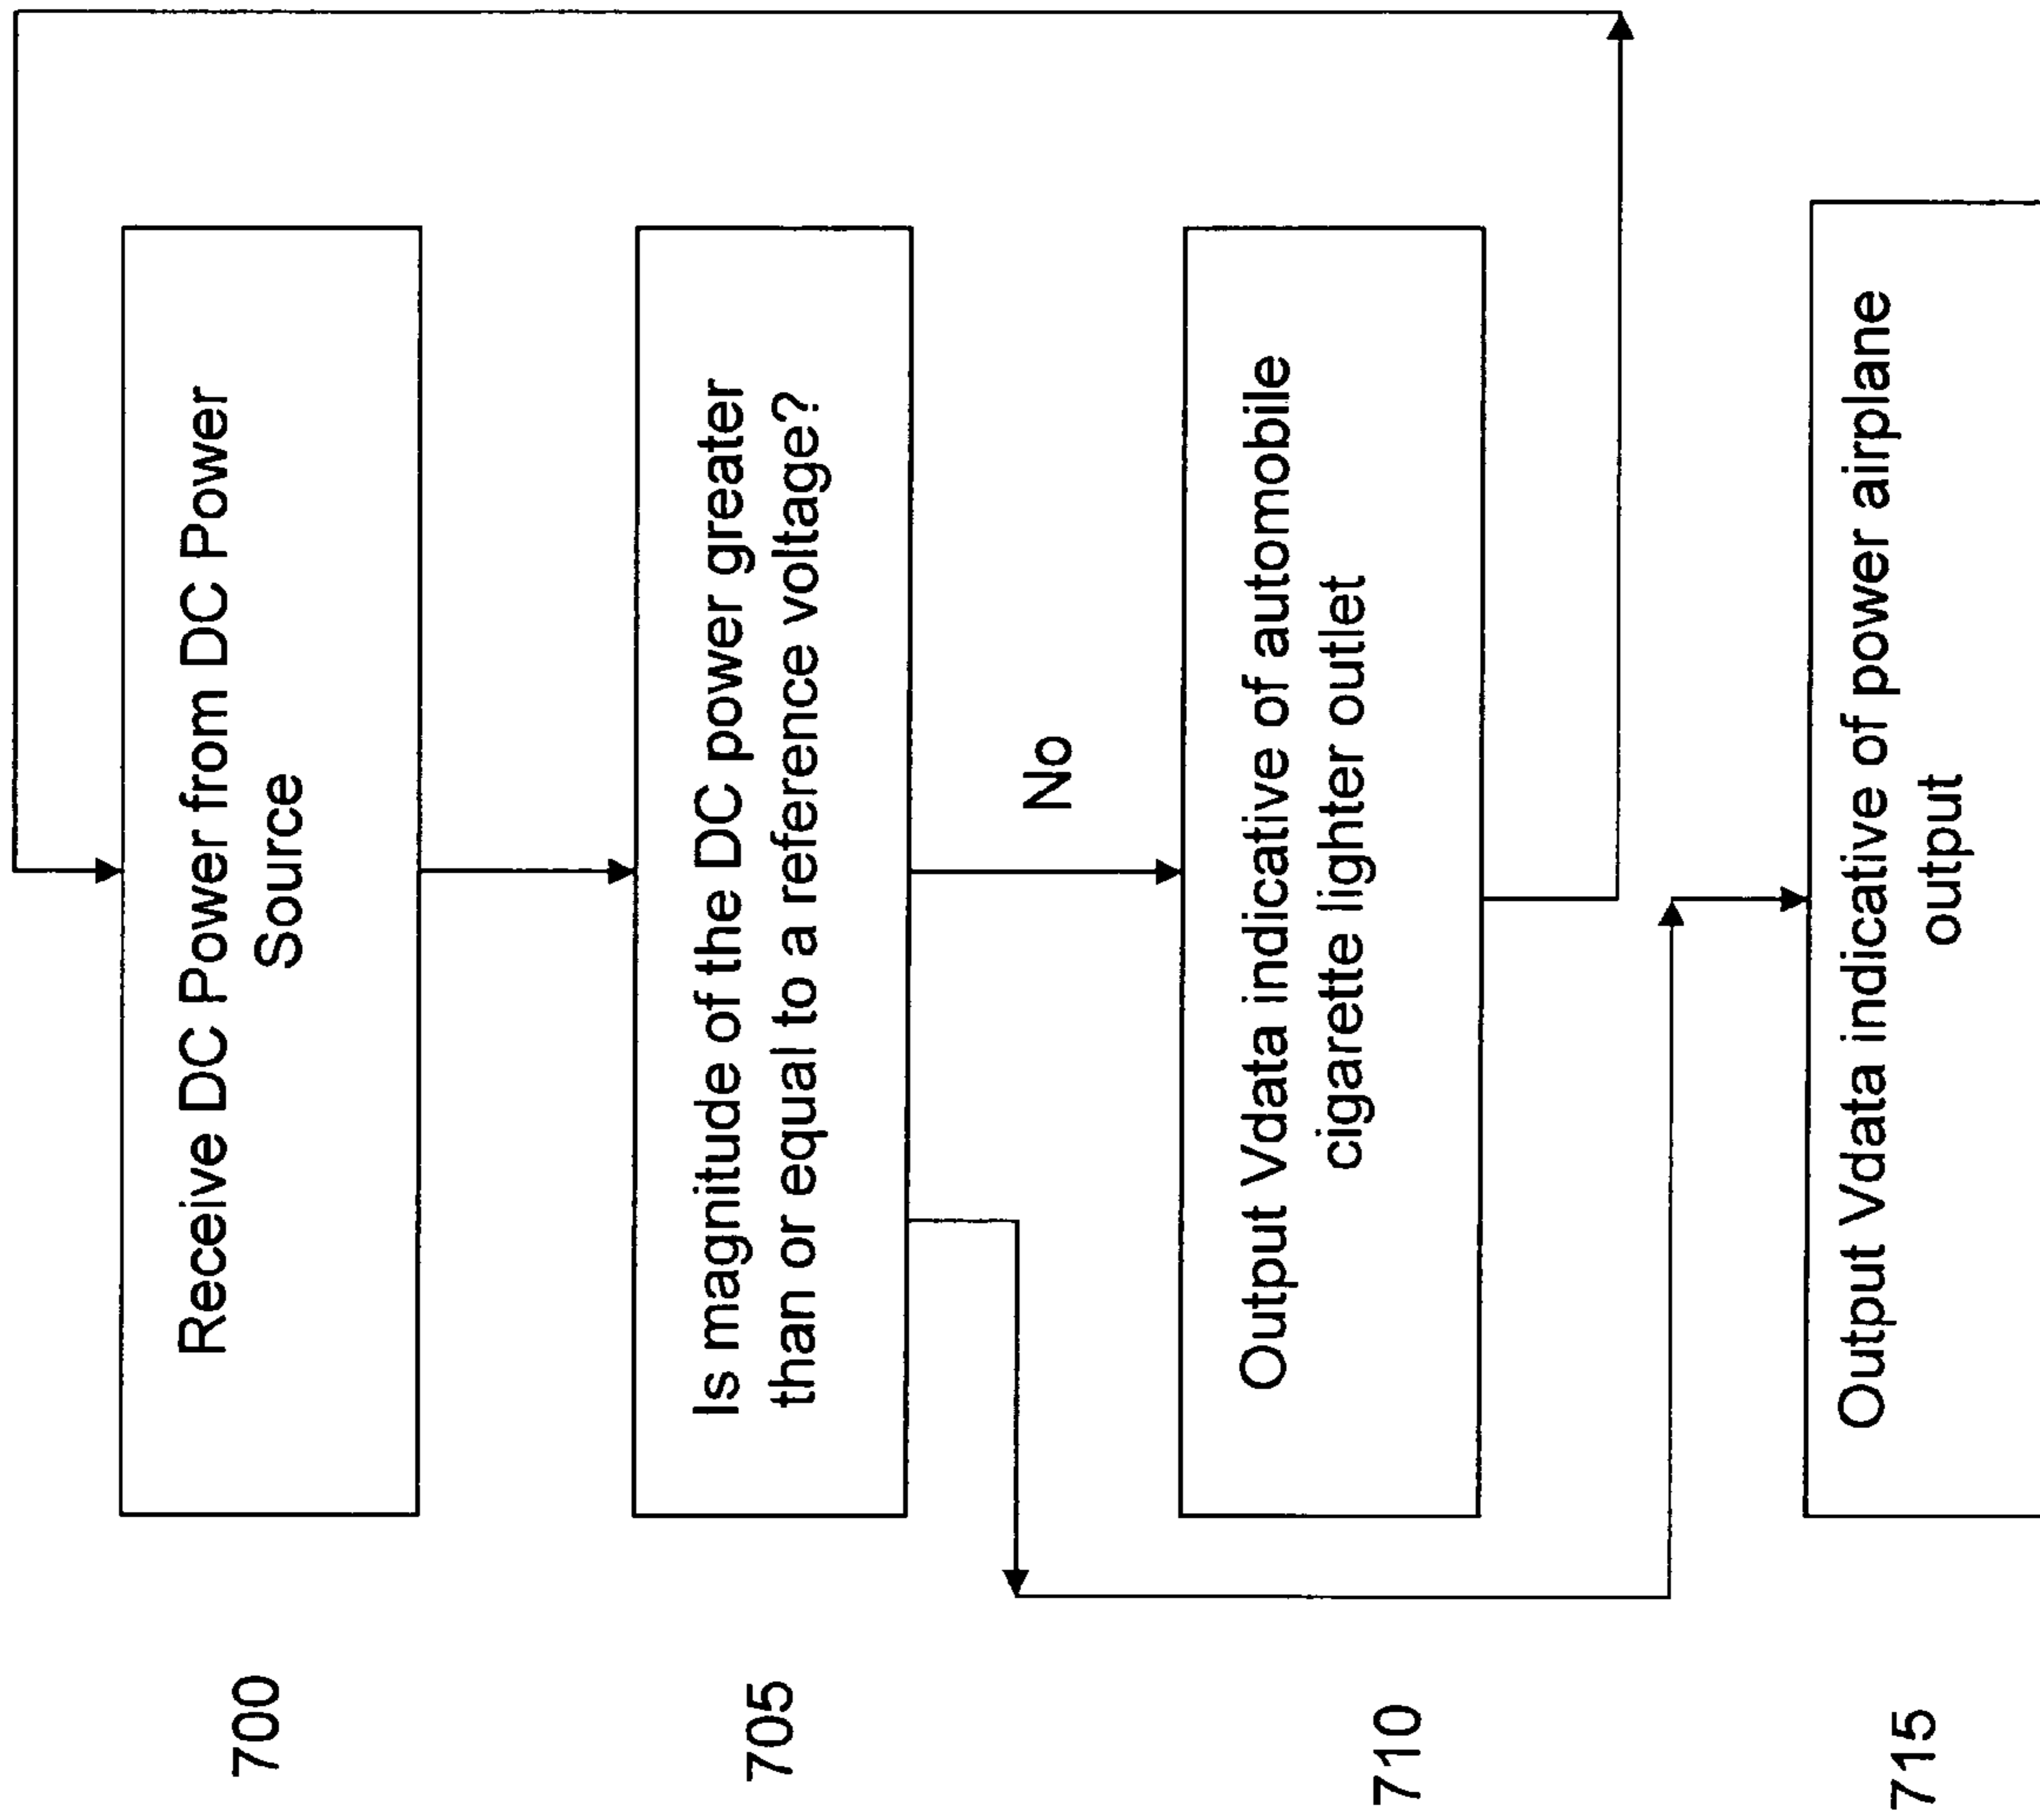 700
Receive DC Power from DC Power
Source
705
Is magnitude of the DC power greater
than or equal to a reference voltage?
No
710
Output Vdata indicative of automobile
cigarette lighter outlet
715
Output Vdata indicative of power airplane
output